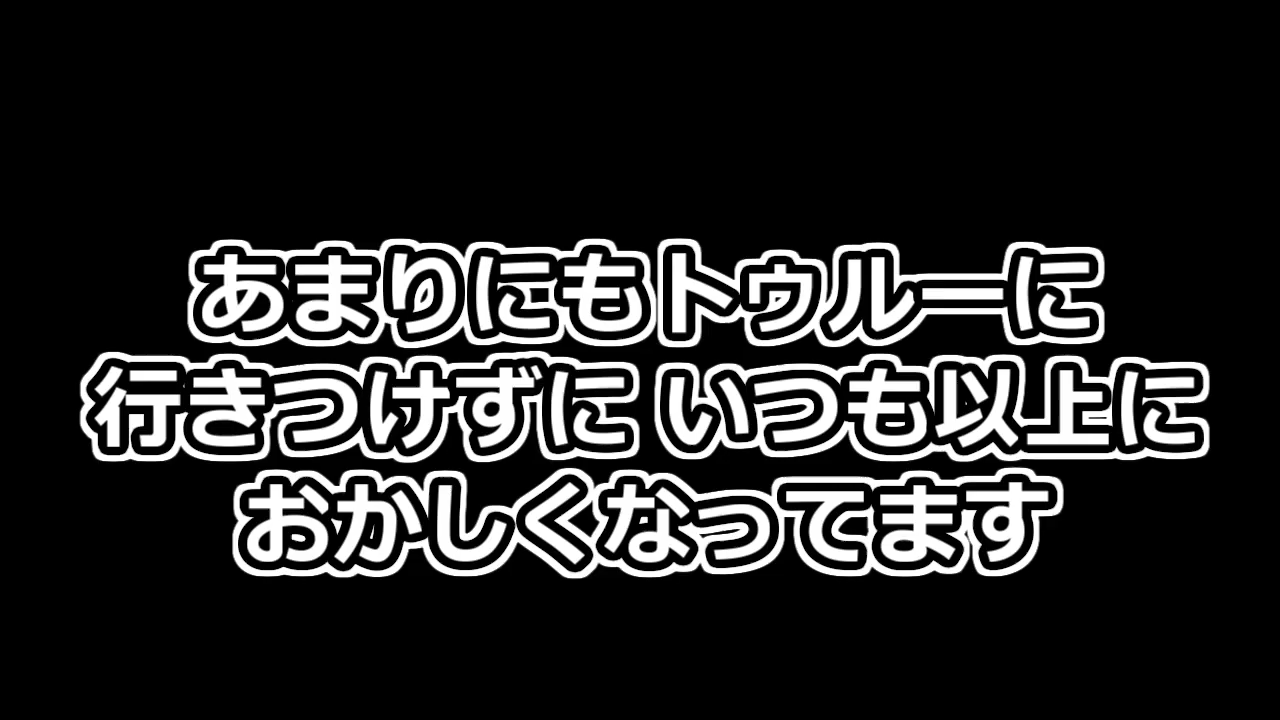 あまりにもトゥルーに
行きつけずに いつも以上に
おかしくなってます